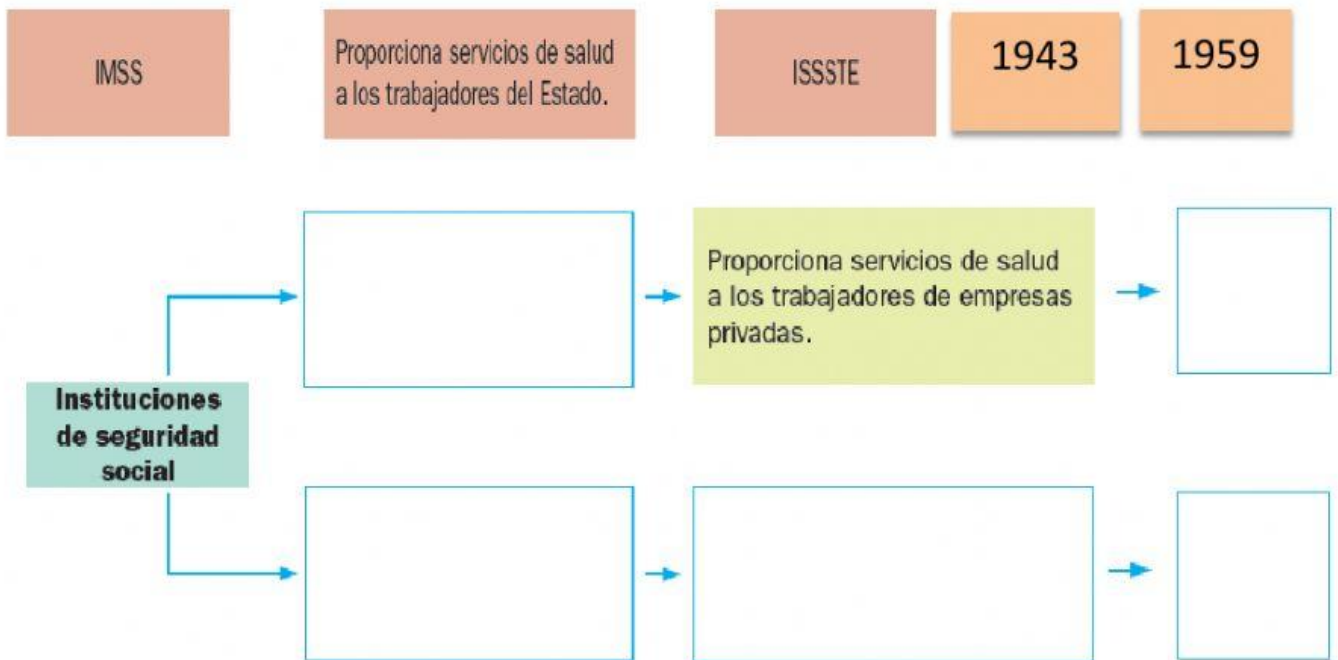 IMSS
Proporciona servicios de salud
a los trabajadores del Estado.
ISSSTE
1943
1959
Proporciona servicios de salud
a los trabajadores de empresas
privadas.
Instituciones
de seguridad
social